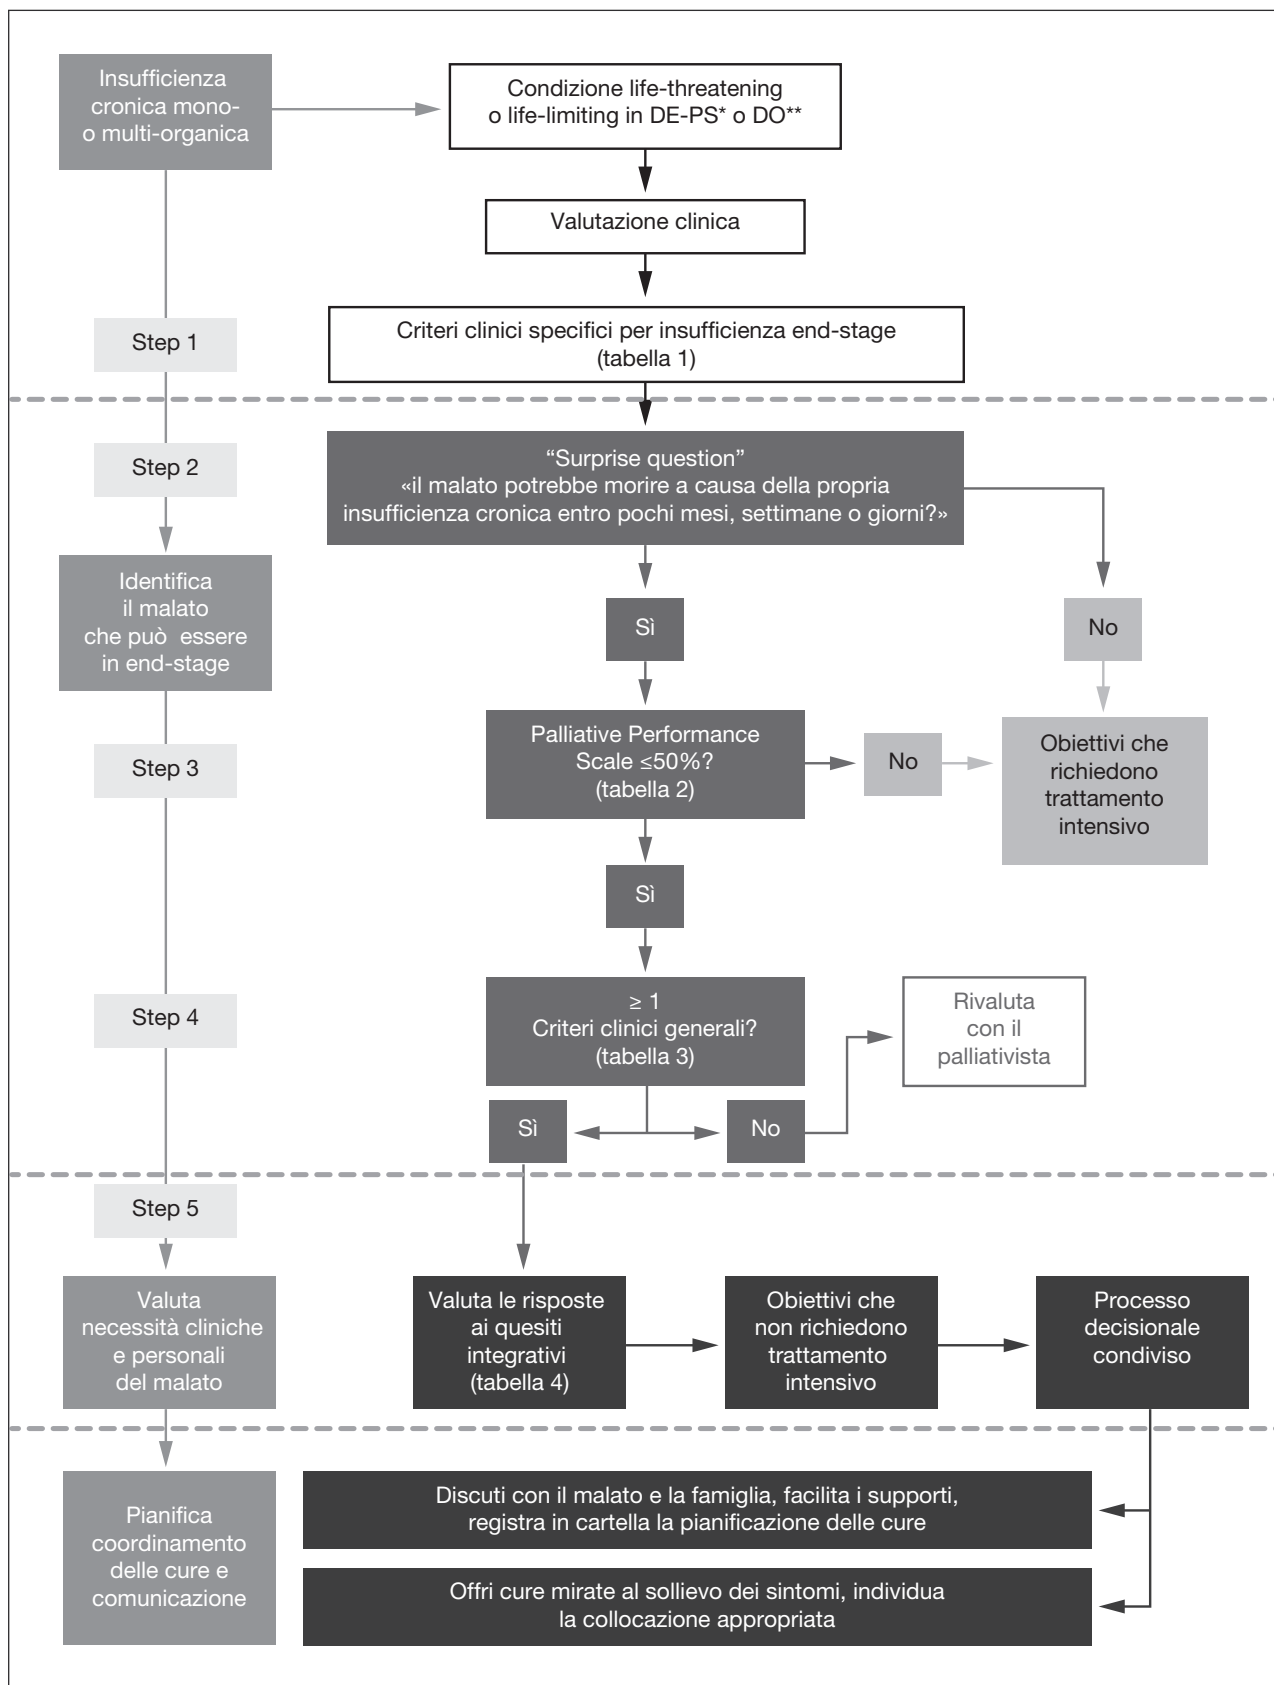 Insufficienza
cronica mono-
o multi-organica
Condizione life-threatening
o life-limiting in DE-PS* o DO**
Valutazione clinica
Step 1
Criteri clinici specifici per insufficienza end-stage
(tabella 1)
Step 2
“Surprise question”
«il malato potrebbe morire a causa della propria
insufficienza cronica entro pochi mesi, settimane o giorni?»
Identifica
il malato
che può essere
in end-stage
Sì
No
Step 3
Palliative Performance
Scale ≤50%?
(tabella 2)
No
Obiettivi che
richiedono
trattamento
intensivo
Sì
Step 4
≥ 1
Criteri clinici generali?
(tabella 3)
Rivaluta
con il
palliativista
Sì
No
Step 5
Valuta
necessità cliniche
e personali
del malato
Valuta le risposte
ai quesiti
integrativi
(tabella 4)
Obiettivi che
non richiedono
trattamento
intensivo
Processo
decisionale
condiviso
Pianifica
coordinamento
delle cure e
comunicazione
Discuti con il malato e la famiglia, facilita i supporti,
registra in cartella la pianificazione delle cure
Offri cure mirate al sollievo dei sintomi, individua
la collocazione appropriata